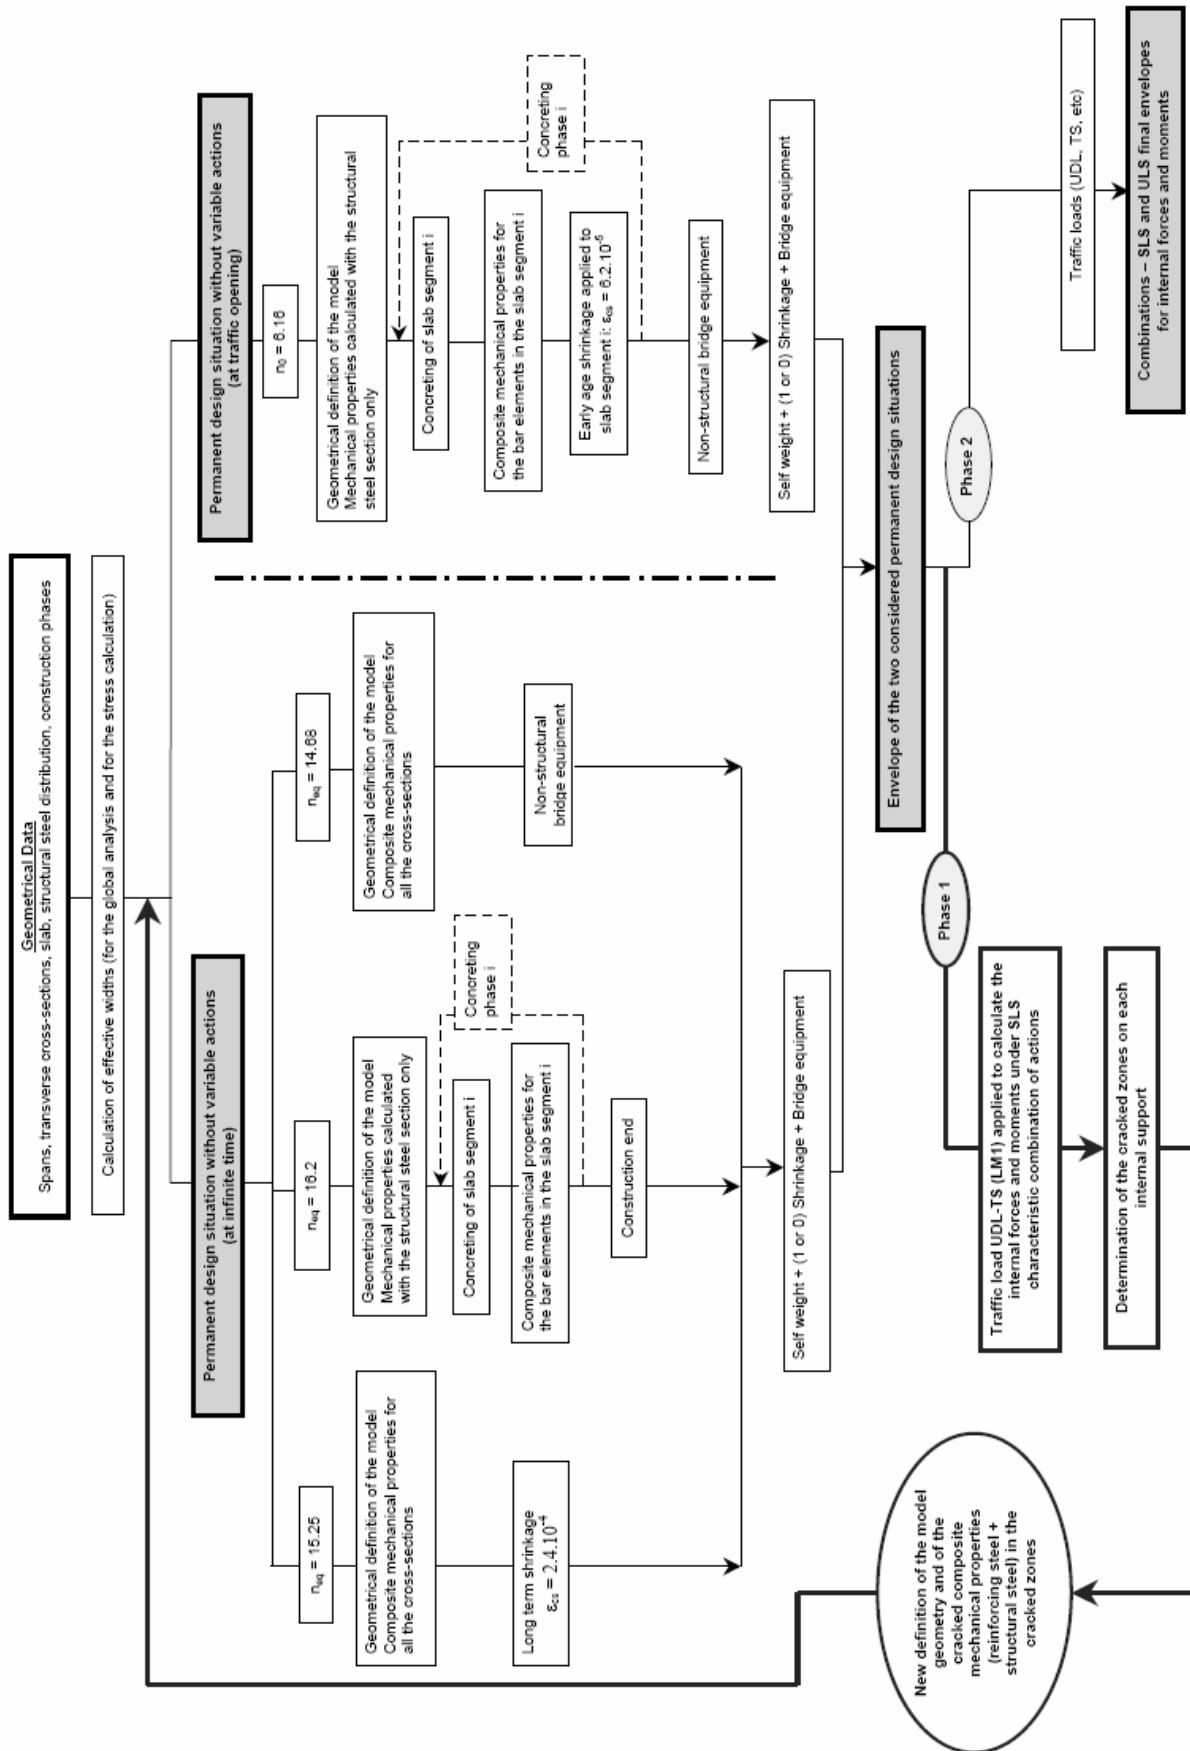 Geometrical Data
Spans, transverse cross-sections, slab, structural steel distribution, construction phases
Calculation of effective widths (for the global analysis and for the stress calculation)
Permanent design situation without variable actions
(at infinite time)
n_eq = 15.25
Geometrical definition of the model
Composite mechanical properties for
all the cross-sections
Long term shrinkage
ε_cs = 2.4.10⁻⁴
n_eq = 16.2
Geometrical definition of the model
Mechanical properties calculated
with the structural steel section only
Concreting of slab segment i
Composite mechanical properties for
the bar elements in the slab segment i
Concreting
phase i
Construction end
n_eq = 14.68
Geometrical definition of the model
Composite mechanical properties for
all the cross-sections
Non-structural
bridge equipment
Self weight + (1 or 0) Shrinkage + Bridge equipment
Permanent design situation without variable actions
(at traffic opening)
n₀ = 6.16
Geometrical definition of the model
Mechanical properties calculated with the structural
steel section only
Concreting of slab segment i
Composite mechanical properties for
the bar elements in the slab segment i
Early age shrinkage applied to
slab segment i: ε_cs = 6.2.10⁻⁵
Concreting
phase i
Non-structural bridge equipment
Self weight + (1 or 0) Shrinkage + Bridge equipment
Envelope of the two considered permanent design situations
Phase 1
Traffic load UDL-TS (LM1) applied to calculate the
internal forces and moments under SLS
characteristic combination of actions
Determination of the cracked zones on each
internal support
New definition of the model
geometry and of the
cracked composite
mechanical properties
(reinforcing steel +
structural steel) in the
cracked zones
Phase 2
Traffic loads (UDL, TS, etc)
Combinations – SLS and ULS final envelopes
for internal forces and moments